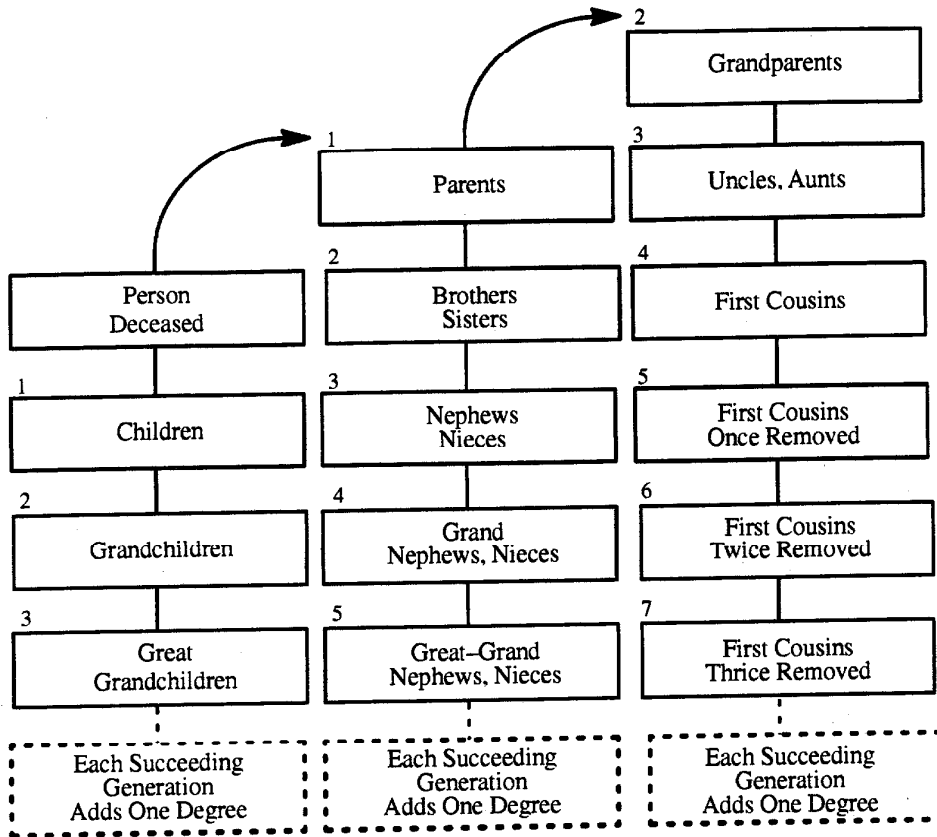 2
Grandparents
1
Parents
3
Uncles, Aunts
Person
Deceased
2
Brothers
Sisters
4
First Cousins
1
Children
3
Nephews
Nieces
5
First Cousins
Once Removed
2
Grandchildren
4
Grand
Nephews, Nieces
6
First Cousins
Twice Removed
3
Great
Grandchildren
5
Great–Grand
Nephews, Nieces
7
First Cousins
Thrice Removed
Each Succeeding
Generation
Adds One Degree
Each Succeeding
Generation
Adds One Degree
Each Succeeding
Generation
Adds One Degree